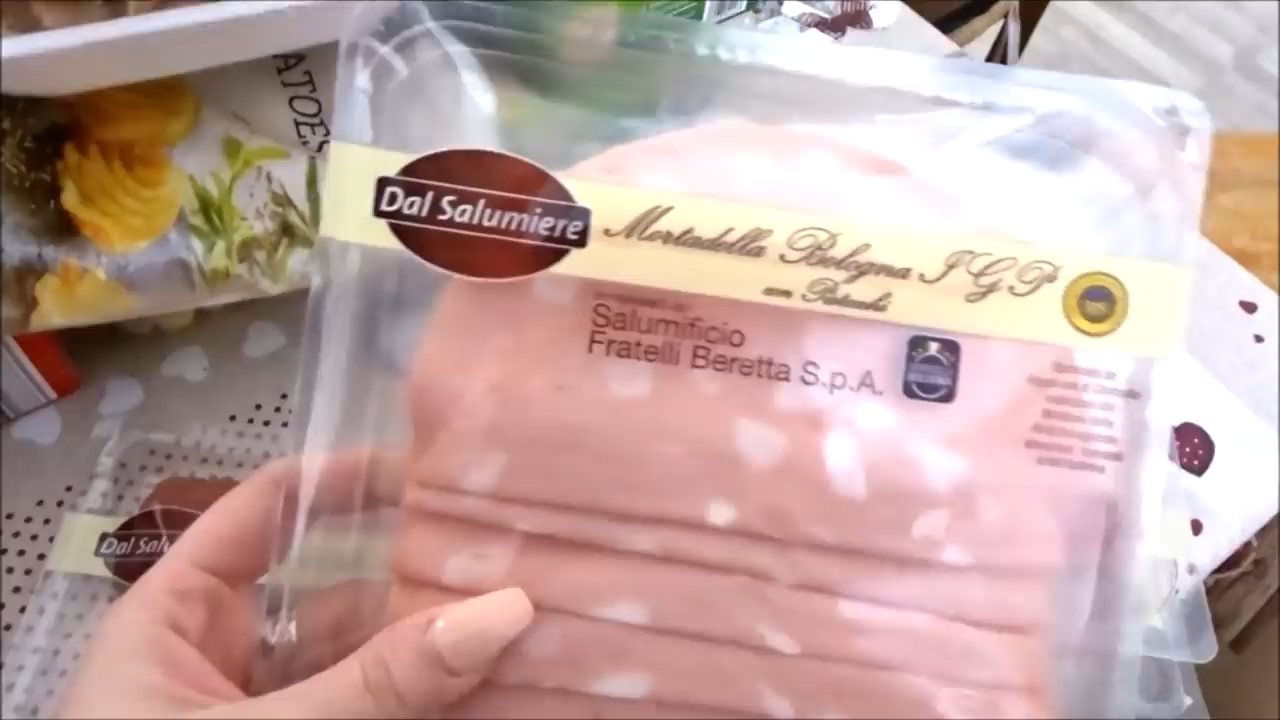 ATOES
Dal Salumiere
Mortadella Bologna IGP
con Pistacchi
Salumificio
Fratelli Beretta S.p.A.
Dal Salu